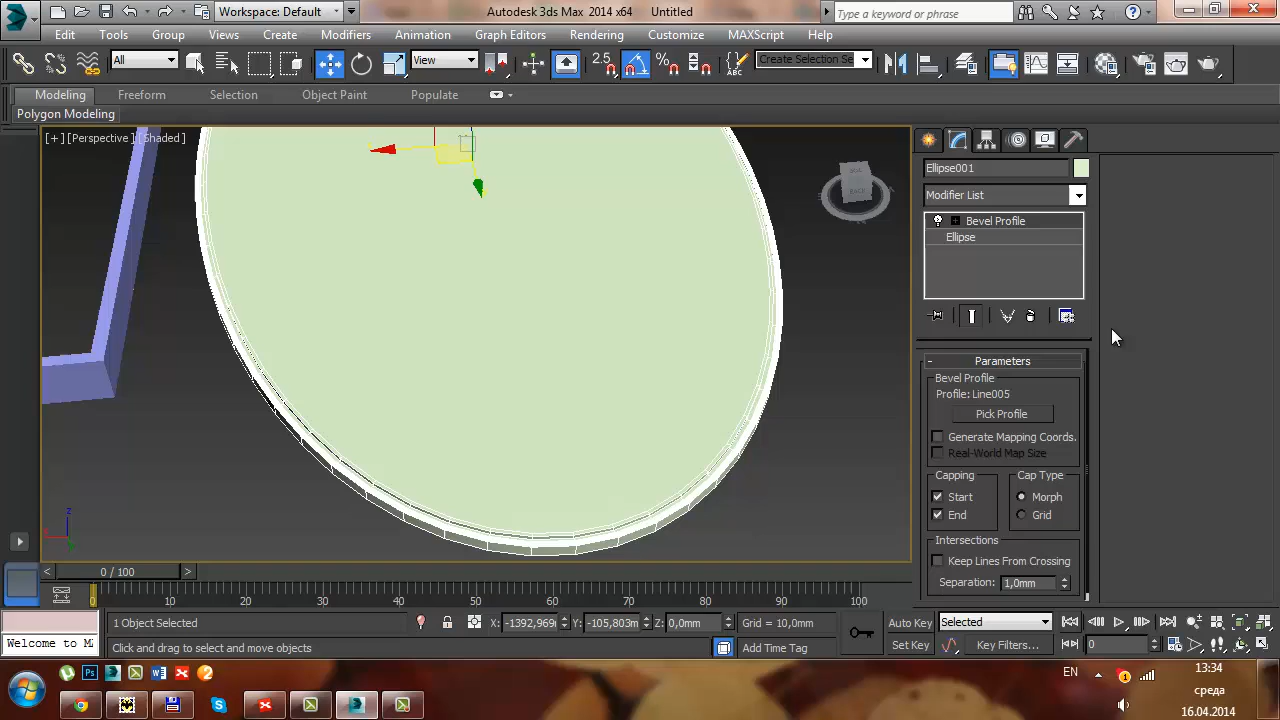 Workspace: Default
Autodesk 3ds Max 2014 x64 Untitled
Type a keyword or phrase
Edit Tools Group Views Create Modifiers Animation Graph Editors Rendering Customize MAXScript Help
All
View
2.5
Create Selection Se
Modeling Freeform Selection Object Paint Populate
Polygon Modeling
[+] [Perspective] [Shaded]
BACK
z
Ellipse001
Modifier List
Bevel Profile
Ellipse
- Parameters
Bevel Profile
Profile: Line005
Pick Profile
Generate Mapping Coords.
Real-World Map Size
Capping
Cap Type
Start
Morph
End
Grid
Intersections
Keep Lines From Crossing
Separation: 1,0mm
< 0 / 100 >
0 10 20 30 40 50 60 70 80 90 100
1 Object Selected
X: -1392,969 Y: -105,803m Z: 0,0mm
Grid = 10,0mm
Auto Key
Selected
Welcome to M
Click and drag to select and move objects
Add Time Tag
Set Key
Key Filters...
0
EN
13:34
среда
16.04.2014